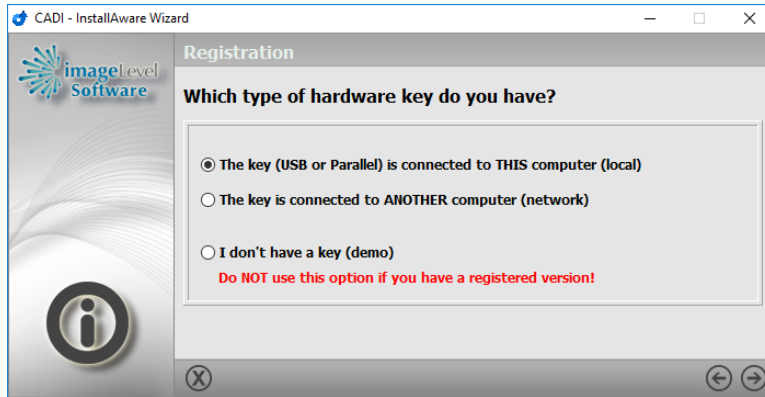 CADI - InstallAware Wizard
imageLevel
Software
Registration
Which type of hardware key do you have?
The key (USB or Parallel) is connected to THIS computer (local)
The key is connected to ANOTHER computer (network)
I don't have a key (demo)
Do NOT use this option if you have a registered version!